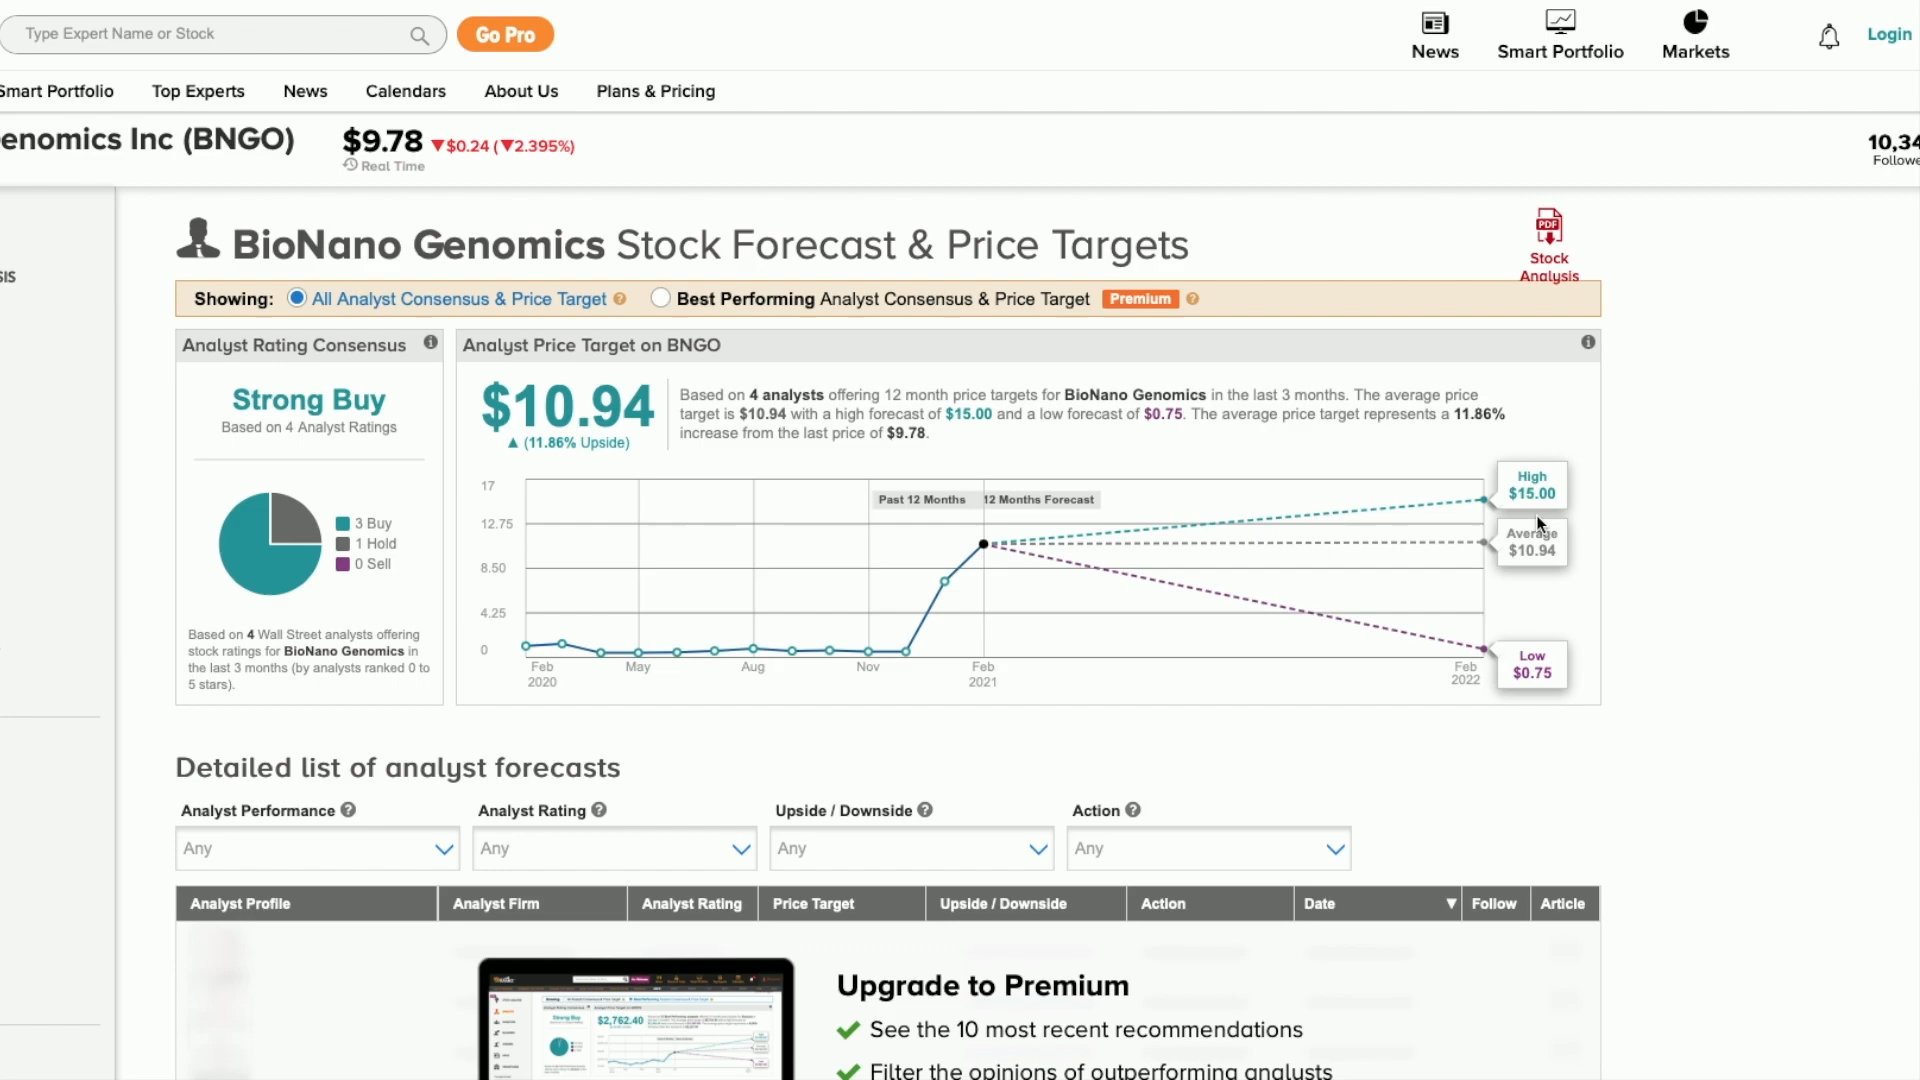 Type Expert Name or Stock
Go Pro
News
Smart Portfolio
Markets
Login
Smart Portfolio
Top Experts
News
Calendars
About Us
Plans & Pricing
enomics Inc (BNGO)
$9.78 ▼$0.24 (▼2.395%)
Real Time
10,34
Followe
SIS
BioNano Genomics Stock Forecast & Price Targets
PDF
Stock
Analysis
Showing: All Analyst Consensus & Price Target ? Best Performing Analyst Consensus & Price Target Premium ?
Analyst Rating Consensus
Strong Buy
Based on 4 Analyst Ratings
3 Buy
1 Hold
0 Sell
Based on 4 Wall Street analysts offering
stock ratings for BioNano Genomics in
the last 3 months (by analysts ranked 0 to
5 stars).
Analyst Price Target on BNGO
$10.94
▲ (11.86% Upside)
Based on 4 analysts offering 12 month price targets for BioNano Genomics in the last 3 months. The average price
target is $10.94 with a high forecast of $15.00 and a low forecast of $0.75. The average price target represents a 11.86%
increase from the last price of $9.78.
17
12.75
8.50
4.25
0
Past 12 Months
12 Months Forecast
High
$15.00
Average
$10.94
Low
$0.75
Feb
2020
May
Aug
Nov
Feb
2021
Feb
2022
Detailed list of analyst forecasts
Analyst Performance ?
Analyst Rating ?
Upside / Downside ?
Action ?
Any
Any
Any
Any
Analyst Profile
Analyst Firm
Analyst Rating
Price Target
Upside / Downside
Action
Date ▼
Follow
Article
$2,762.40
Upgrade to Premium
See the 10 most recent recommendations
Filter the opinions of outperforming analysts